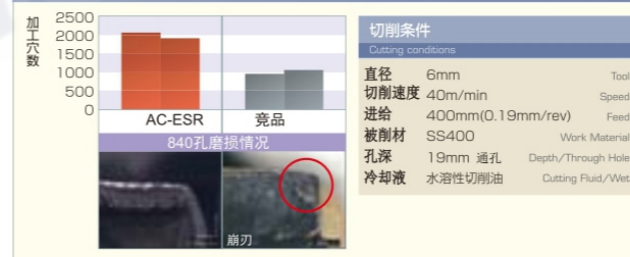 加工穴数
2500
2000
1500
1000
500
0
AC-ESR 竞品
840孔磨损情况
崩刃
切削条件
Cutting conditions
直径 6mm Tool
切削速度 40m/min Speed
进给 400mm(0.19mm/rev) Feed
被削材 SS400 Work Material
孔深 19mm 通孔 Depth/Through Hole
冷却液 水溶性切削油 Cutting Fluid/Wet